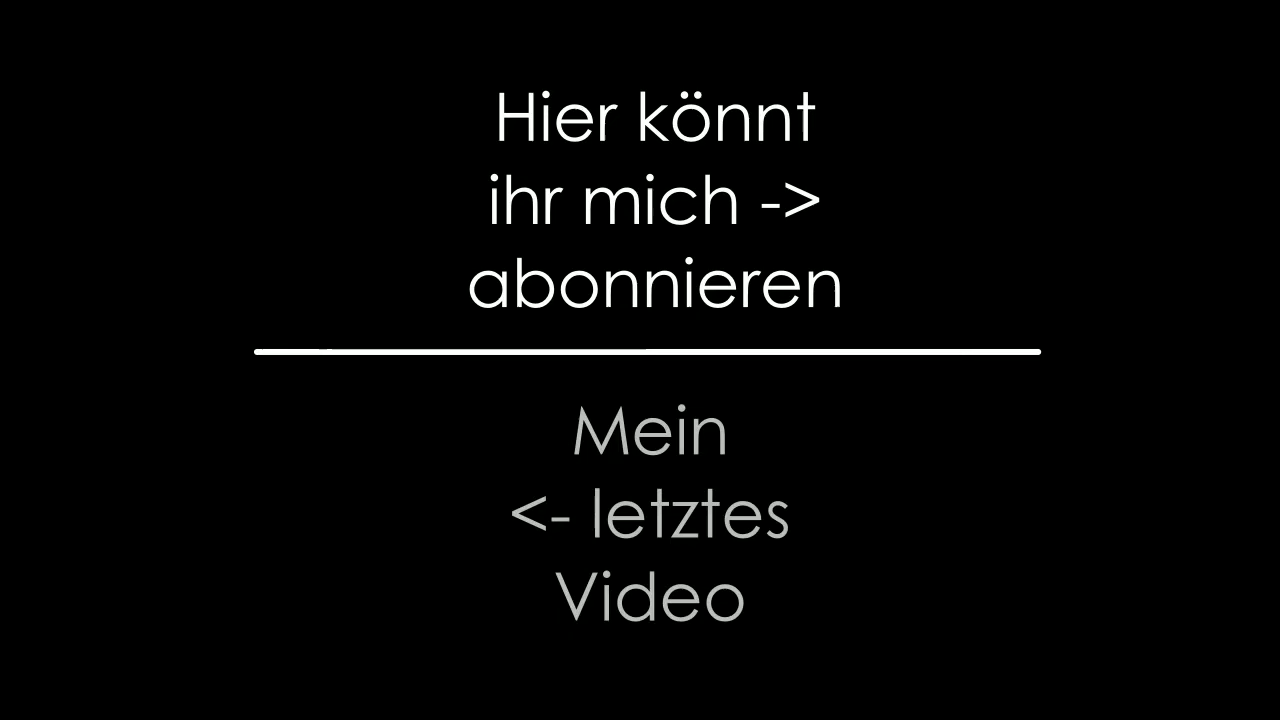 Hier könnt
ihr mich ->
abonnieren
Mein
<- letztes
Video